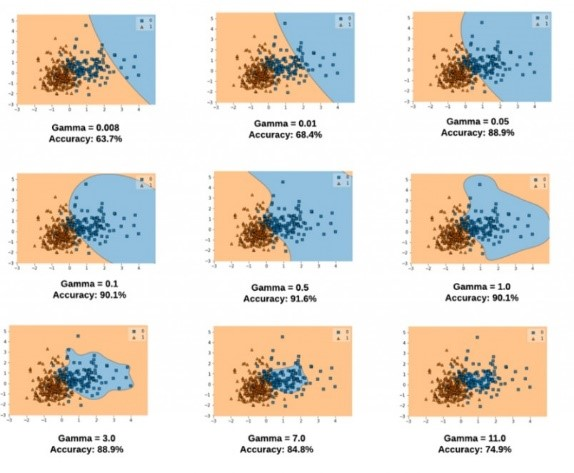 Gamma = 0.008
Accuracy: 63.7%
Gamma = 0.01
Accuracy: 68.4%
Gamma = 0.05
Accuracy: 88.9%
Gamma = 0.1
Accuracy: 90.1%
Gamma = 0.5
Accuracy: 91.6%
Gamma = 1.0
Accuracy: 90.1%
Gamma = 3.0
Accuracy: 88.9%
Gamma = 7.0
Accuracy: 84.8%
Gamma = 11.0
Accuracy: 74.9%